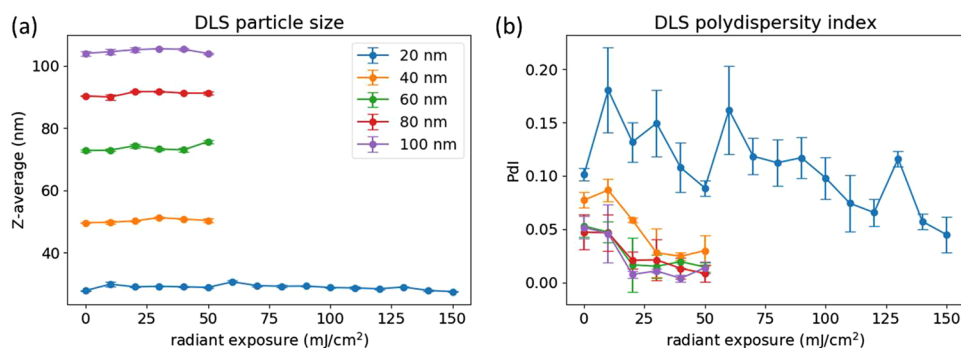 (a)
DLS particle size
Z-average (nm)
100
80
60
40
0
25
50
75
100
125
150
radiant exposure (mJ/cm²)
20 nm
40 nm
60 nm
80 nm
100 nm
(b)
DLS polydispersity index
PdI
0.20
0.15
0.10
0.05
0.00
0
25
50
75
100
125
150
radiant exposure (mJ/cm²)